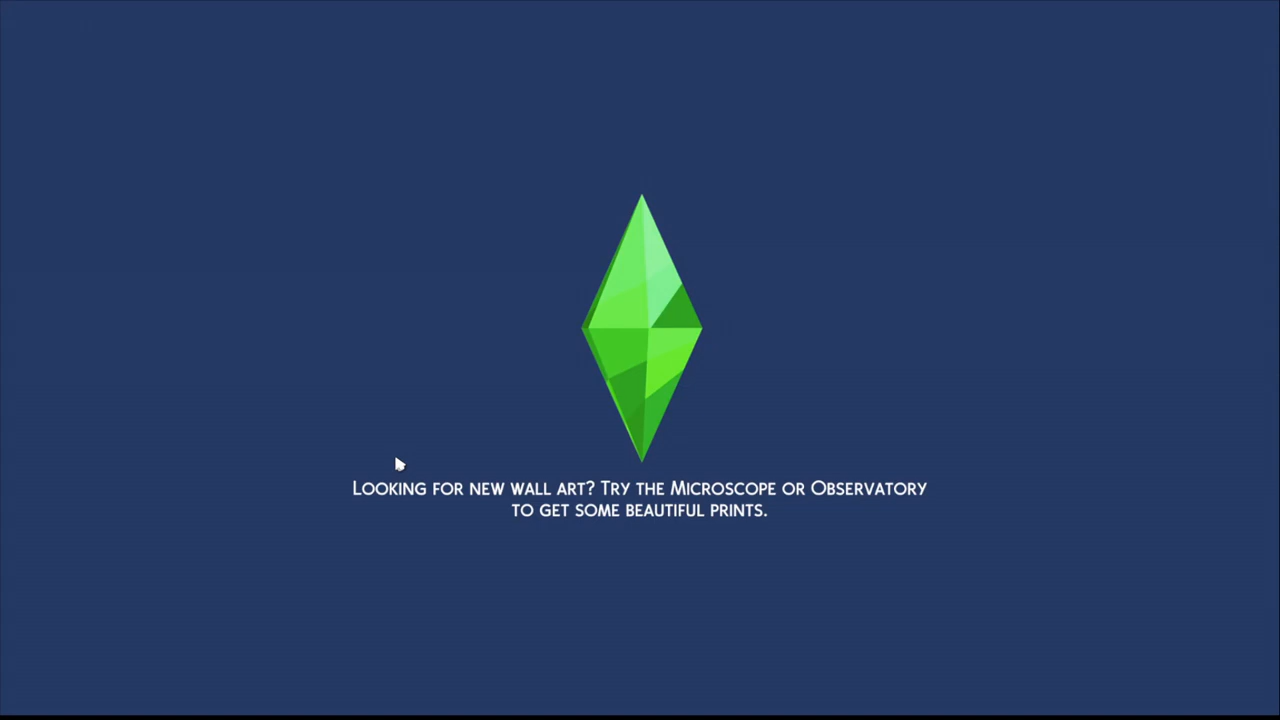 Looking for new wall art? Try the Microscope or Observatory
to get some beautiful prints.